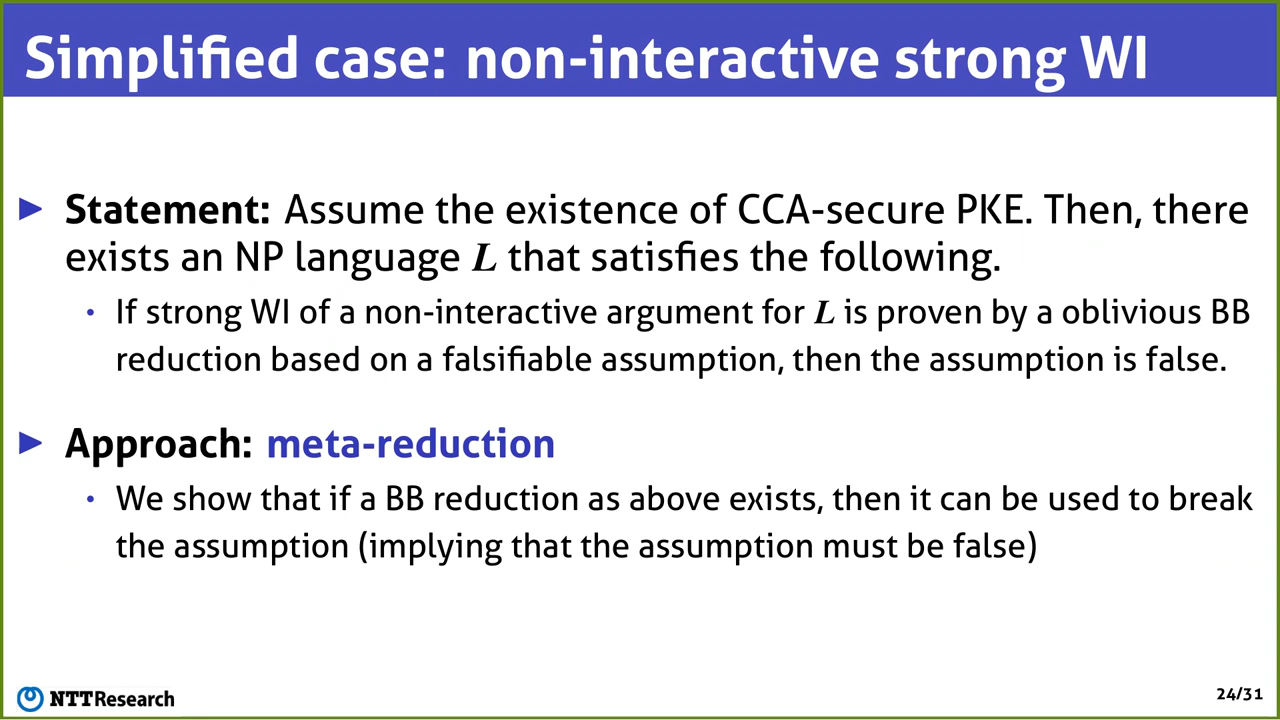 Simplified case: non-interactive strong WI
▶ Statement: Assume the existence of CCA-secure PKE. Then, there
exists an NP language L that satisfies the following.
• If strong WI of a non-interactive argument for L is proven by a oblivious BB
reduction based on a falsifiable assumption, then the assumption is false.
▶ Approach: meta-reduction
• We show that if a BB reduction as above exists, then it can be used to break
the assumption (implying that the assumption must be false)
NTT Research
24/31